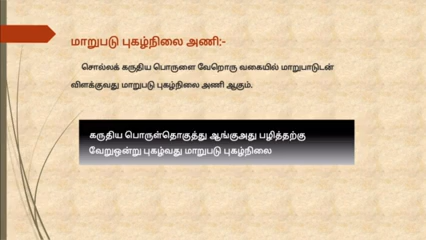 மாறுபடு புகழ்நிலை அணி:-
சொல்லக் கருதிய பொருளை வேறொரு வகையில் மாறுபாடுடன்
விளக்குவது மாறுபடு புகழ்நிலை அணி ஆகும்.
கருதிய பொருள்தொகுத்து ஆங்குஅது பழித்தற்கு
வேறுஒன்று புகழ்வது மாறுபடு புகழ்நிலை